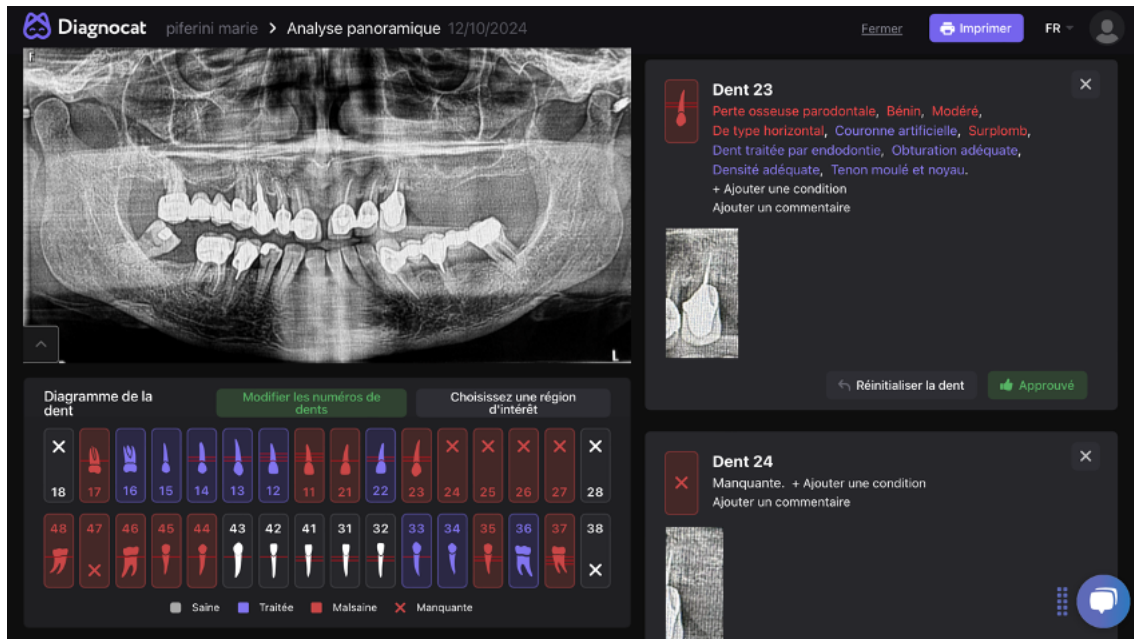 Diagnocat piferini marie > Analyse panoramique 12/10/2024 Fermer Imprimer FR
L
Diagramme de la dent
Modifier les numéros de dents
Choisissez une région d'intérêt
18 17 16 15 14 13 12 11 21 22 23 24 25 26 27 28
48 47 46 45 44 43 42 41 31 32 33 34 35 36 37 38
Saine Traitée Malsaine Manquante
Dent 23
Perte osseuse parodontale, Bénin, Modéré,
De type horizontal, Couronne artificielle, Surplomb,
Dent traitée par endodontie, Obturation adéquate,
Densité adéquate, Tenon moulé et noyau.
+ Ajouter une condition
Ajouter un commentaire
Réinitialiser la dent Approuvé
Dent 24
Manquante. + Ajouter une condition
Ajouter un commentaire